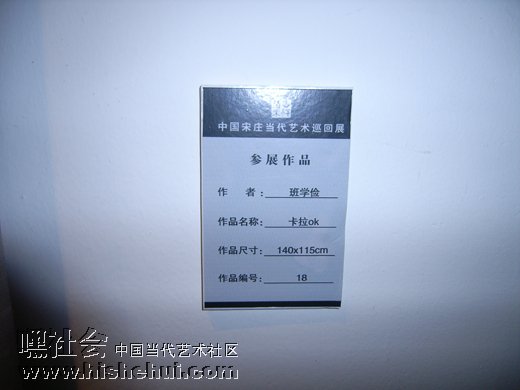 中国宋庄当代艺术巡回展
参展作品
作 者： 班学俭
作品名称： 卡拉ok
作品尺寸： 140x115cm
作品编号： 18
嘿社会 中国当代艺术社区
www.hishehui.com